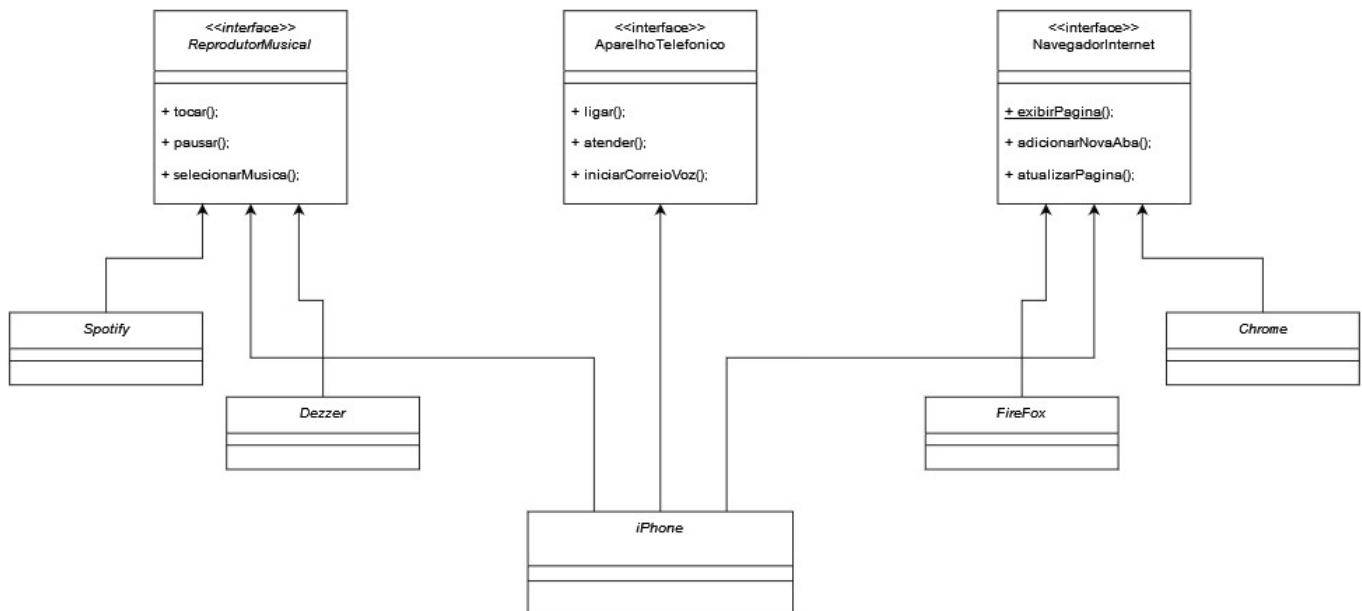 <<interface>>
ReprodutorMusical
+ tocar();
+ pausar();
+ selecionarMusica();
<<interface>>
AparelhoTelefonico
+ ligar();
+ atender();
+ iniciarCorreioVoz();
<<interface>>
NavegadorInternet
+ exibirPagina();
+ adicionarNovaAba();
+ atualizarPagina();
Spotify
Chrome
Dezzer
FireFox
iPhone